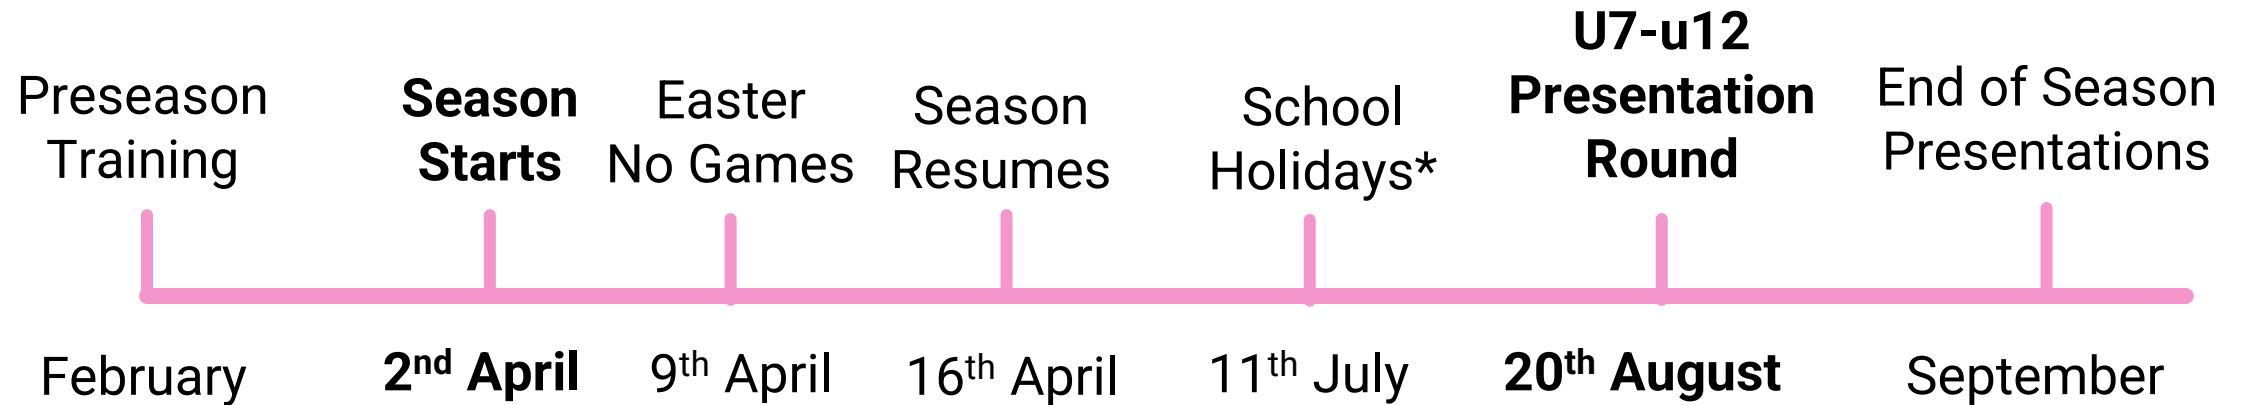 Preseason
Training
Season
Starts
Easter
No Games
Season
Resumes
School
Holidays*
U7-u12
Presentation
Round
End of Season
Presentations
February
2nd April
9th April
16th April
11th July
20th August
September